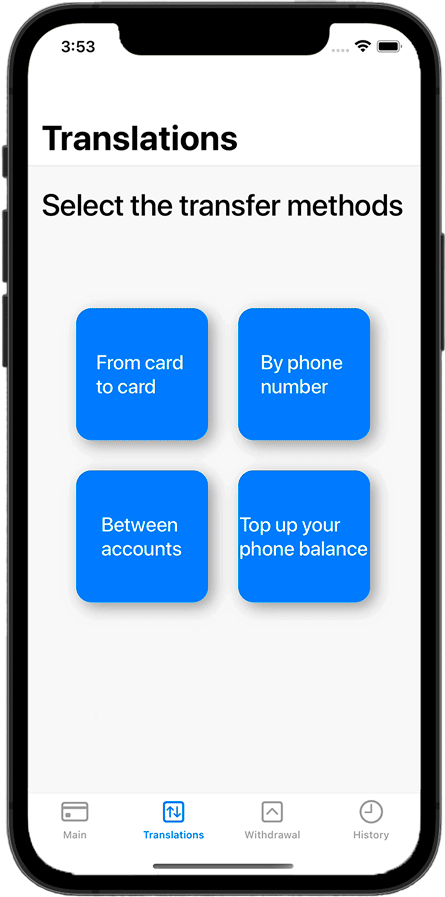 3:53
Translations
Select the transfer methods
From card
to card
By phone
number
Between
accounts
Top up your
phone balance
Main
Translations
Withdrawal
History